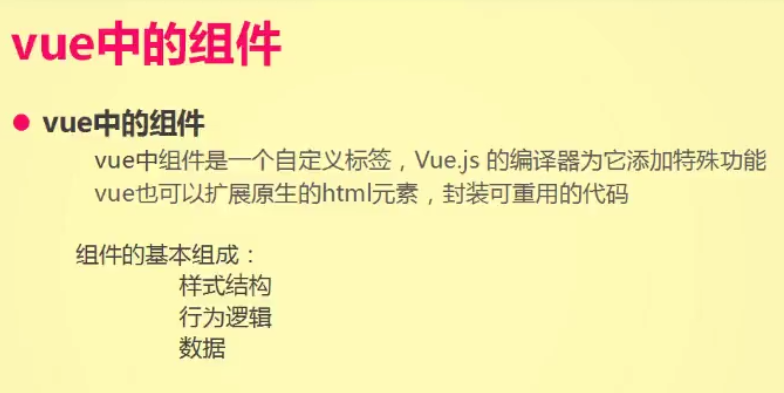 vue中的组件
vue中的组件
vue中组件是一个自定义标签，Vue.js 的编译器为它添加特殊功能
vue也可以扩展原生的html元素，封装可重用的代码
组件的基本组成：
样式结构
行为逻辑
数据